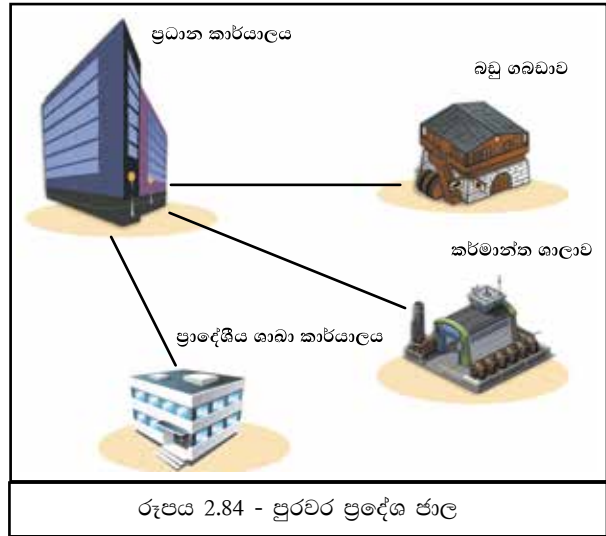 ප්‍රධාන කාර්යාලය
බඩු ගබඩාව
කර්මාන්ත ශාලාව
ප්‍රාදේශීය ශාඛා කාර්යාලය
රූපය 2.84 - පුරවර ප්‍රදේශ ජාල